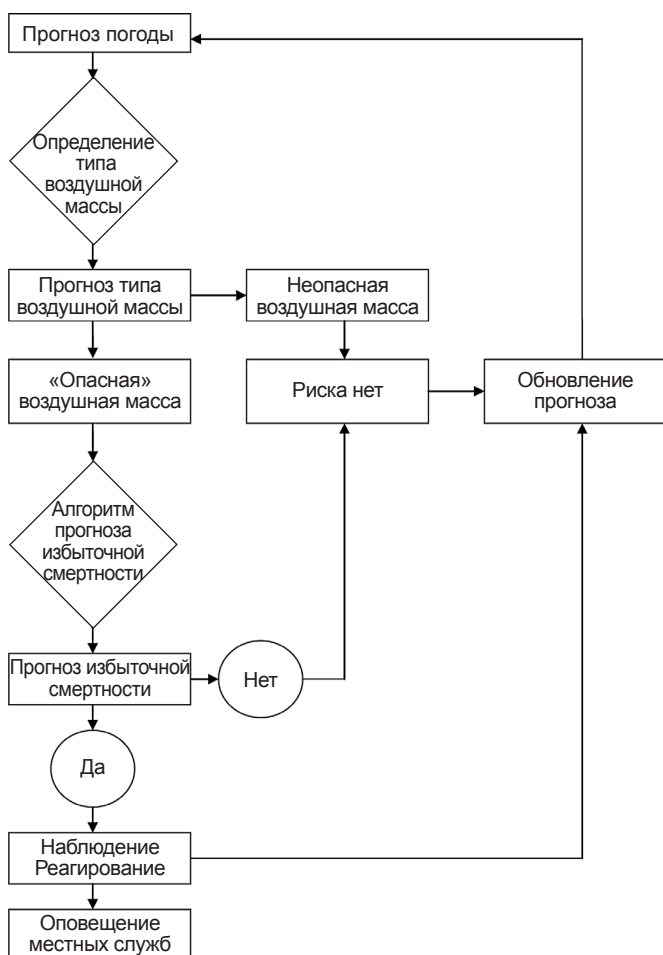 Прогноз погоды
Определение
типа
воздушной
массы
Прогноз типа
воздушной массы
Неопасная
воздушная масса
«Опасная»
воздушная масса
Риска нет
Обновление
прогноза
Алгоритм
прогноза
избыточной
смертности
Прогноз избыточной
смертности
Нет
Да
Наблюдение
Реагирование
Оповещение
местных служб